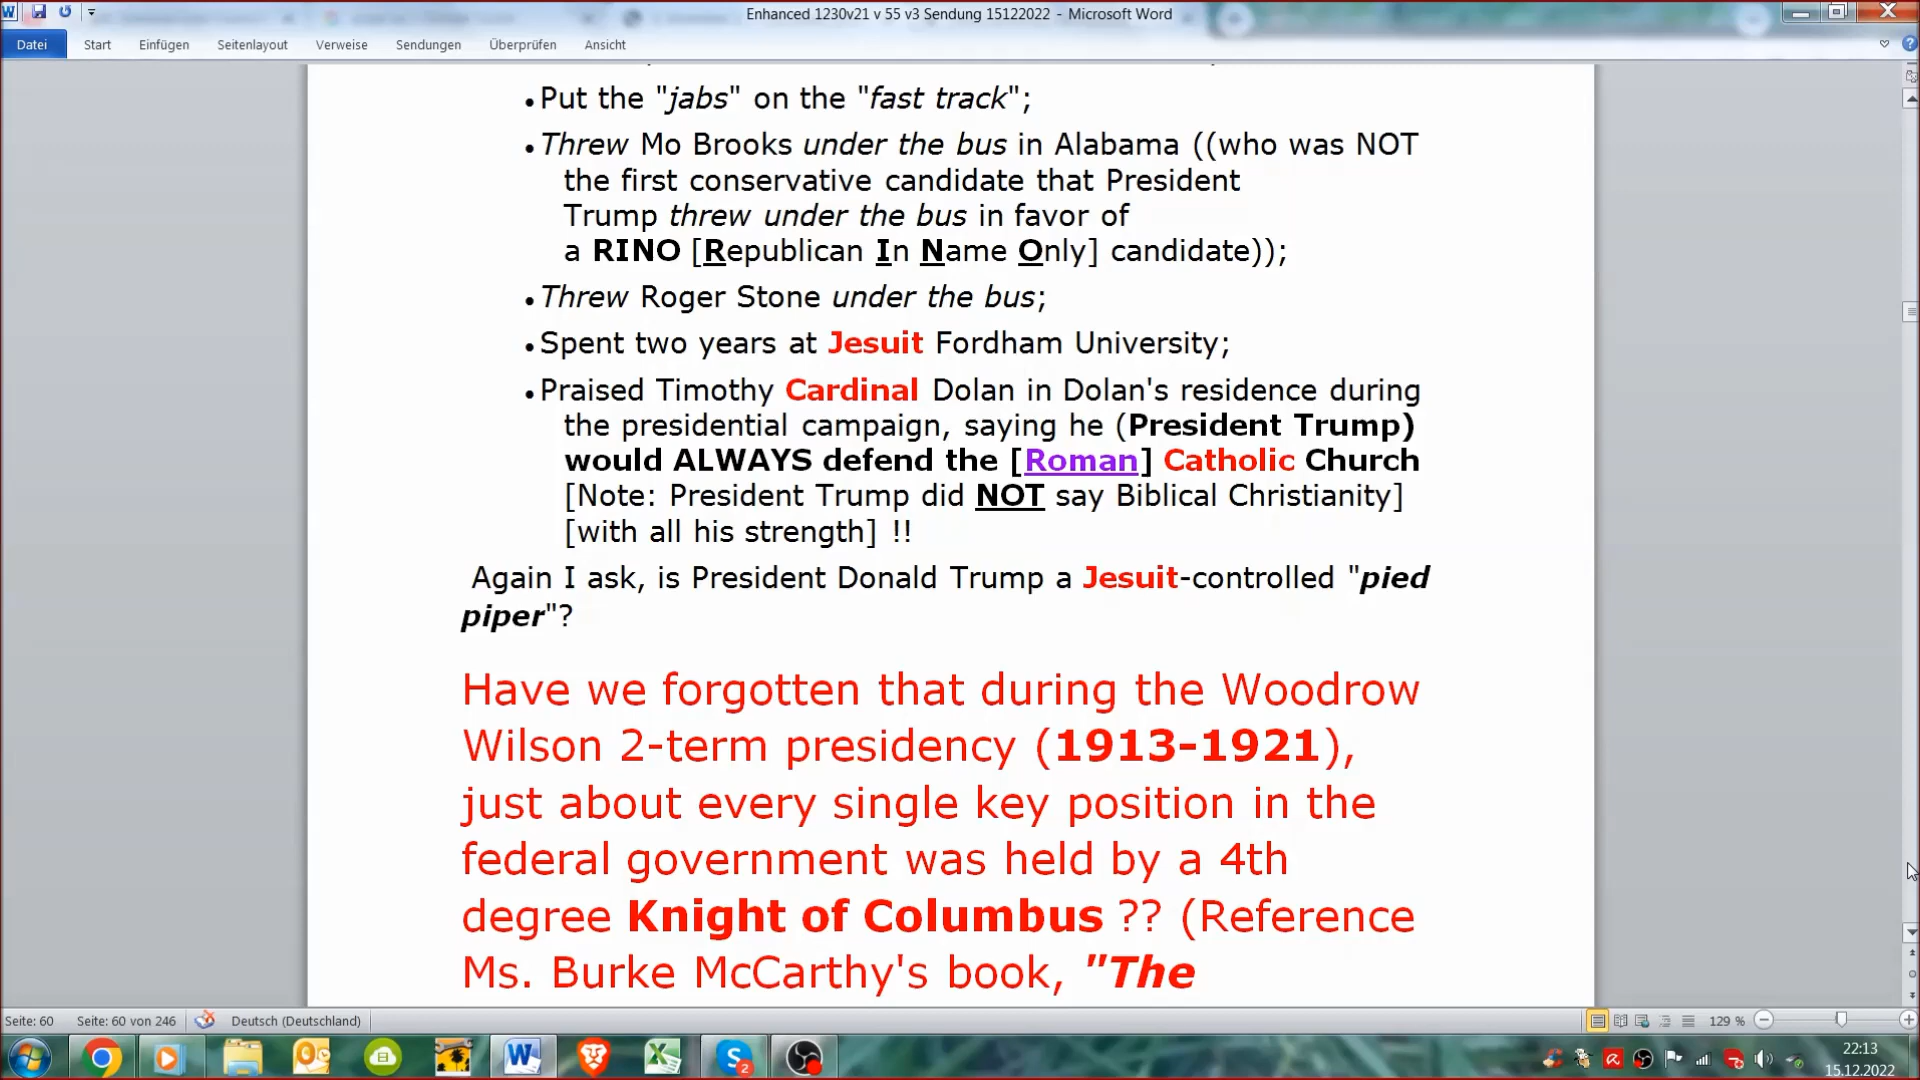 Enhanced 1230v21 v 55 v3 Sendung 15122022 - Microsoft Word
Datei Start Einfügen Seitenlayout Verweise Sendungen Überprüfen Ansicht
• Put the "jabs" on the "fast track";
• Threw Mo Brooks under the bus in Alabama ((who was NOT
the first conservative candidate that President
Trump threw under the bus in favor of
a RINO [Republican In Name Only] candidate));
• Threw Roger Stone under the bus;
• Spent two years at Jesuit Fordham University;
• Praised Timothy Cardinal Dolan in Dolan's residence during
the presidential campaign, saying he (President Trump)
would ALWAYS defend the [Roman] Catholic Church
[Note: President Trump did NOT say Biblical Christianity]
[with all his strength] !!
Again I ask, is President Donald Trump a Jesuit-controlled "pied
piper"?
Have we forgotten that during the Woodrow
Wilson 2-term presidency (1913-1921),
just about every single key position in the
federal government was held by a 4th
degree Knight of Columbus ?? (Reference
Ms. Burke McCarthy's book, "The
Seite: 60 Seite: 60 von 246 Deutsch (Deutschland) 129 %
22:13
15.12.2022